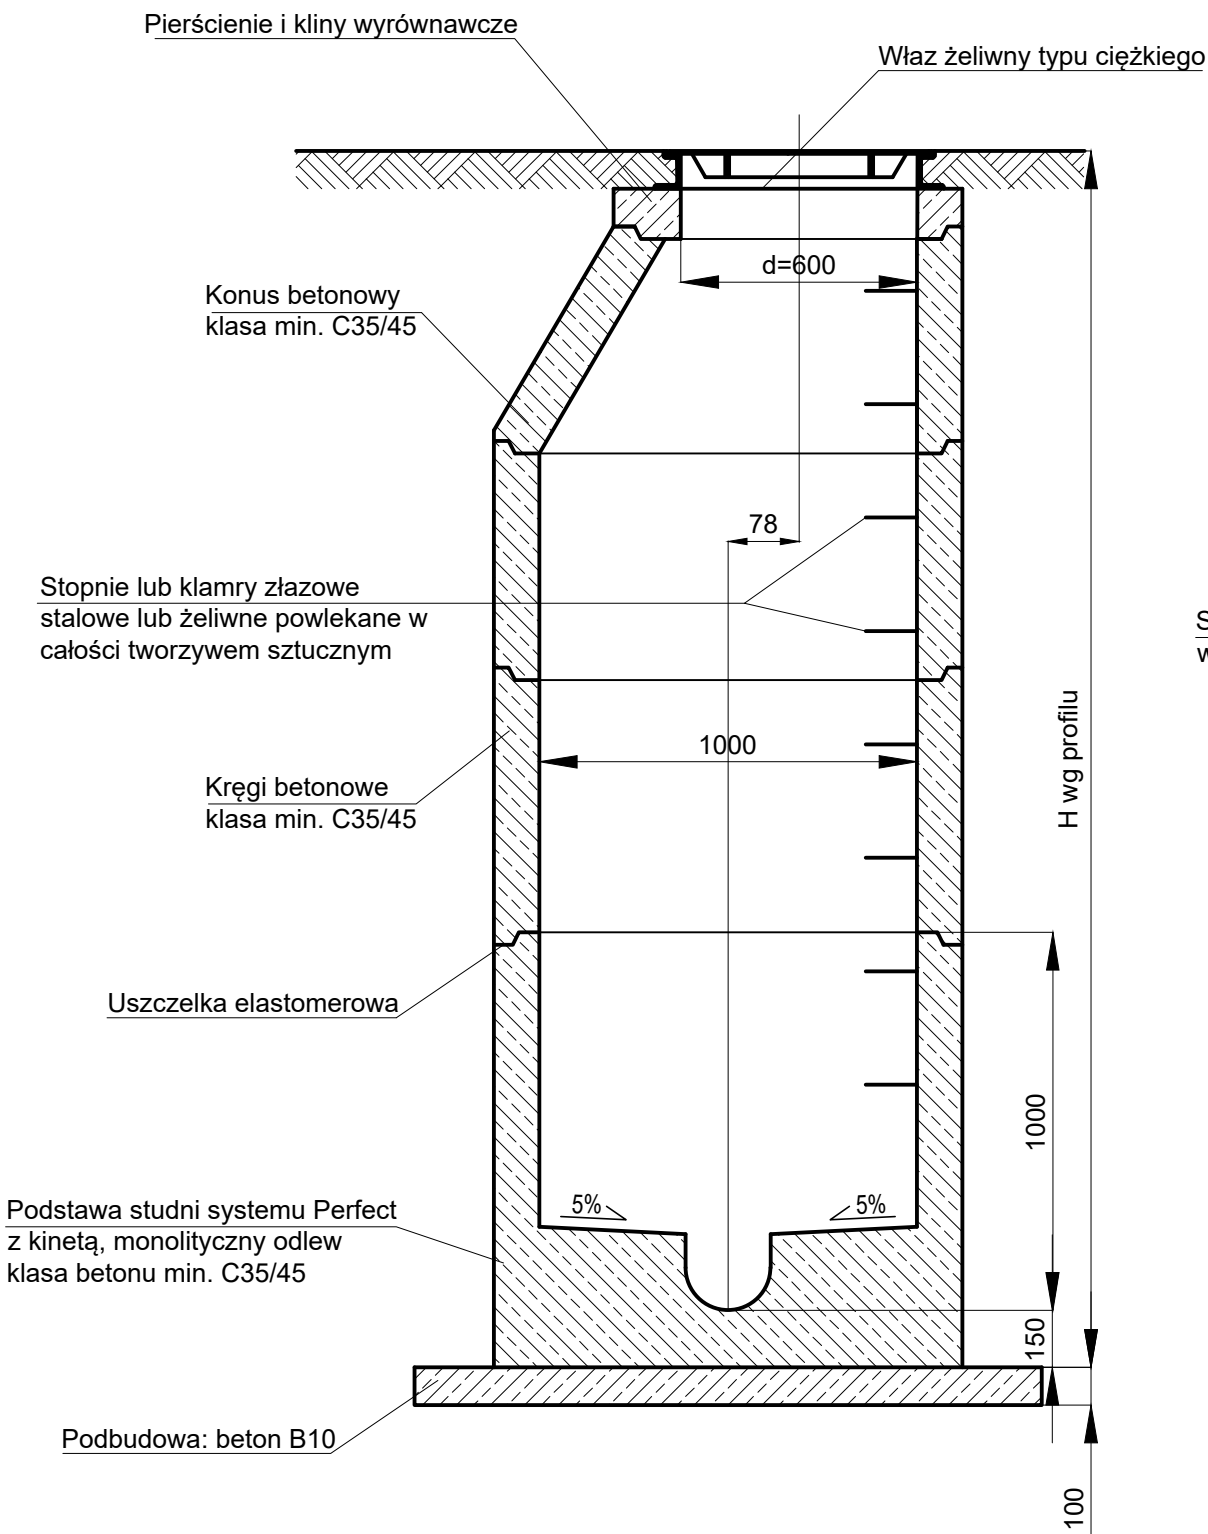 Pierścienie i kliny wyrównawcze
Właz żeliwny typu ciężkiego
d=600
Konus betonowy
klasa min. C35/45
78
Stopnie lub klamry złazowe
stalowe lub żeliwne powlekane w
całości tworzywem sztucznym
S
w
H wg profilu
1000
Kręgi betonowe
klasa min. C35/45
Uszczelka elastomerowa
1000
5%
5%
Podstawa studni systemu Perfect
z kinetą, monolityczny odlew
klasa betonu min. C35/45
150
Podbudowa: beton B10
100